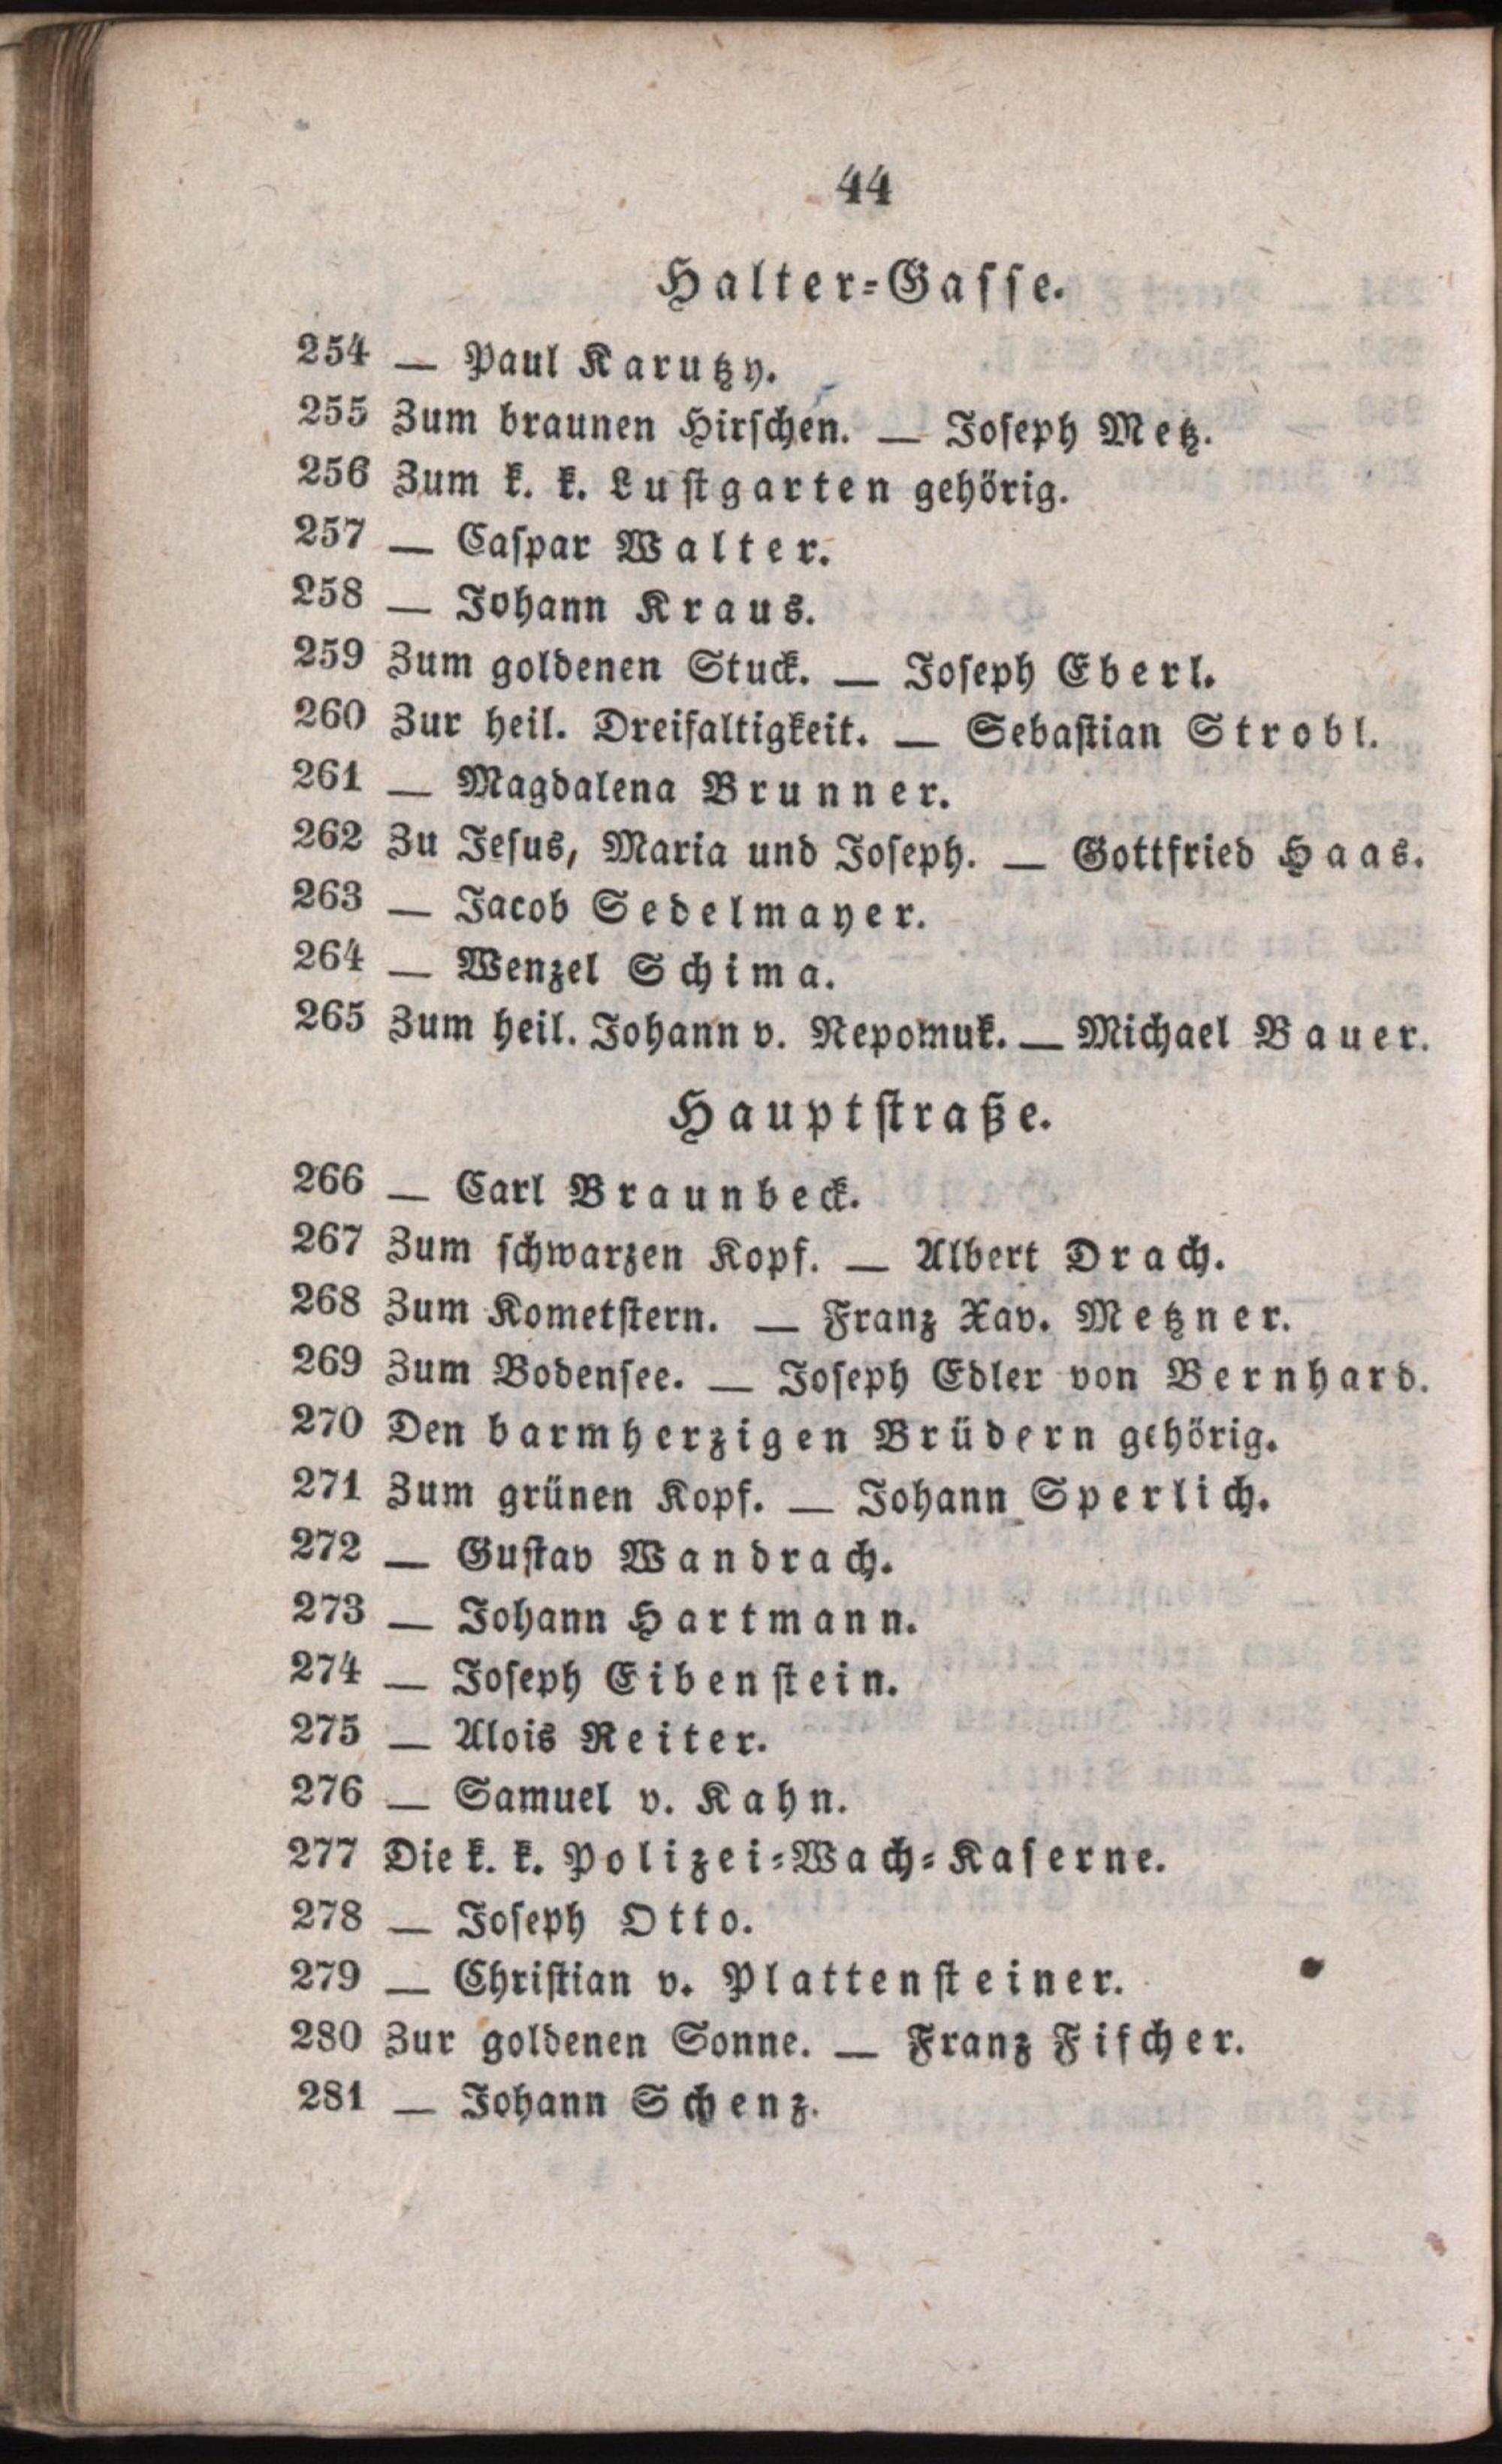 44
Halter-Gasse.
254 — Paul Karutzy.
255 Zum braunen Hirschen. — Joseph Metz.
256 Zum k. k. Lustgarten gehörig.
257 — Caspar Walter.
258 — Johann Kraus.
259 Zum goldenen Stuck. — Joseph Eberl.
260 Zur heil. Dreifaltigkeit. — Sebastian Strobl.
261 — Magdalena Brunner.
262 Zu Jesus, Maria und Joseph. — Gottfried Haas.
263 — Jacob Sedelmayer.
264 — Wenzel Schima.
265 Zum heil. Johann v. Nepomuk. — Michael Bauer.
Hauptstraße.
266 — Carl Braunbeck.
267 Zum schwarzen Kopf. — Albert Drach.
268 Zum Kometstern. — Franz Xav. Metzner.
269 Zum Bodensee. — Joseph Edler von Bernhard.
270 Den barmherzigen Brüdern gehörig.
271 Zum grünen Kopf. — Johann Sperlich.
272 — Gustav Wandrach.
273 — Johann Hartmann.
274 — Joseph Eibenstein.
275 — Alois Reiter.
276 — Samuel v. Kahn.
277 Die k. k. Polizei-Wach-Kaserne.
278 — Joseph Otto.
279 — Christian v. Plattensteiner.
280 Zur goldenen Sonne. — Franz Fischer.
281 — Johann Schenz.